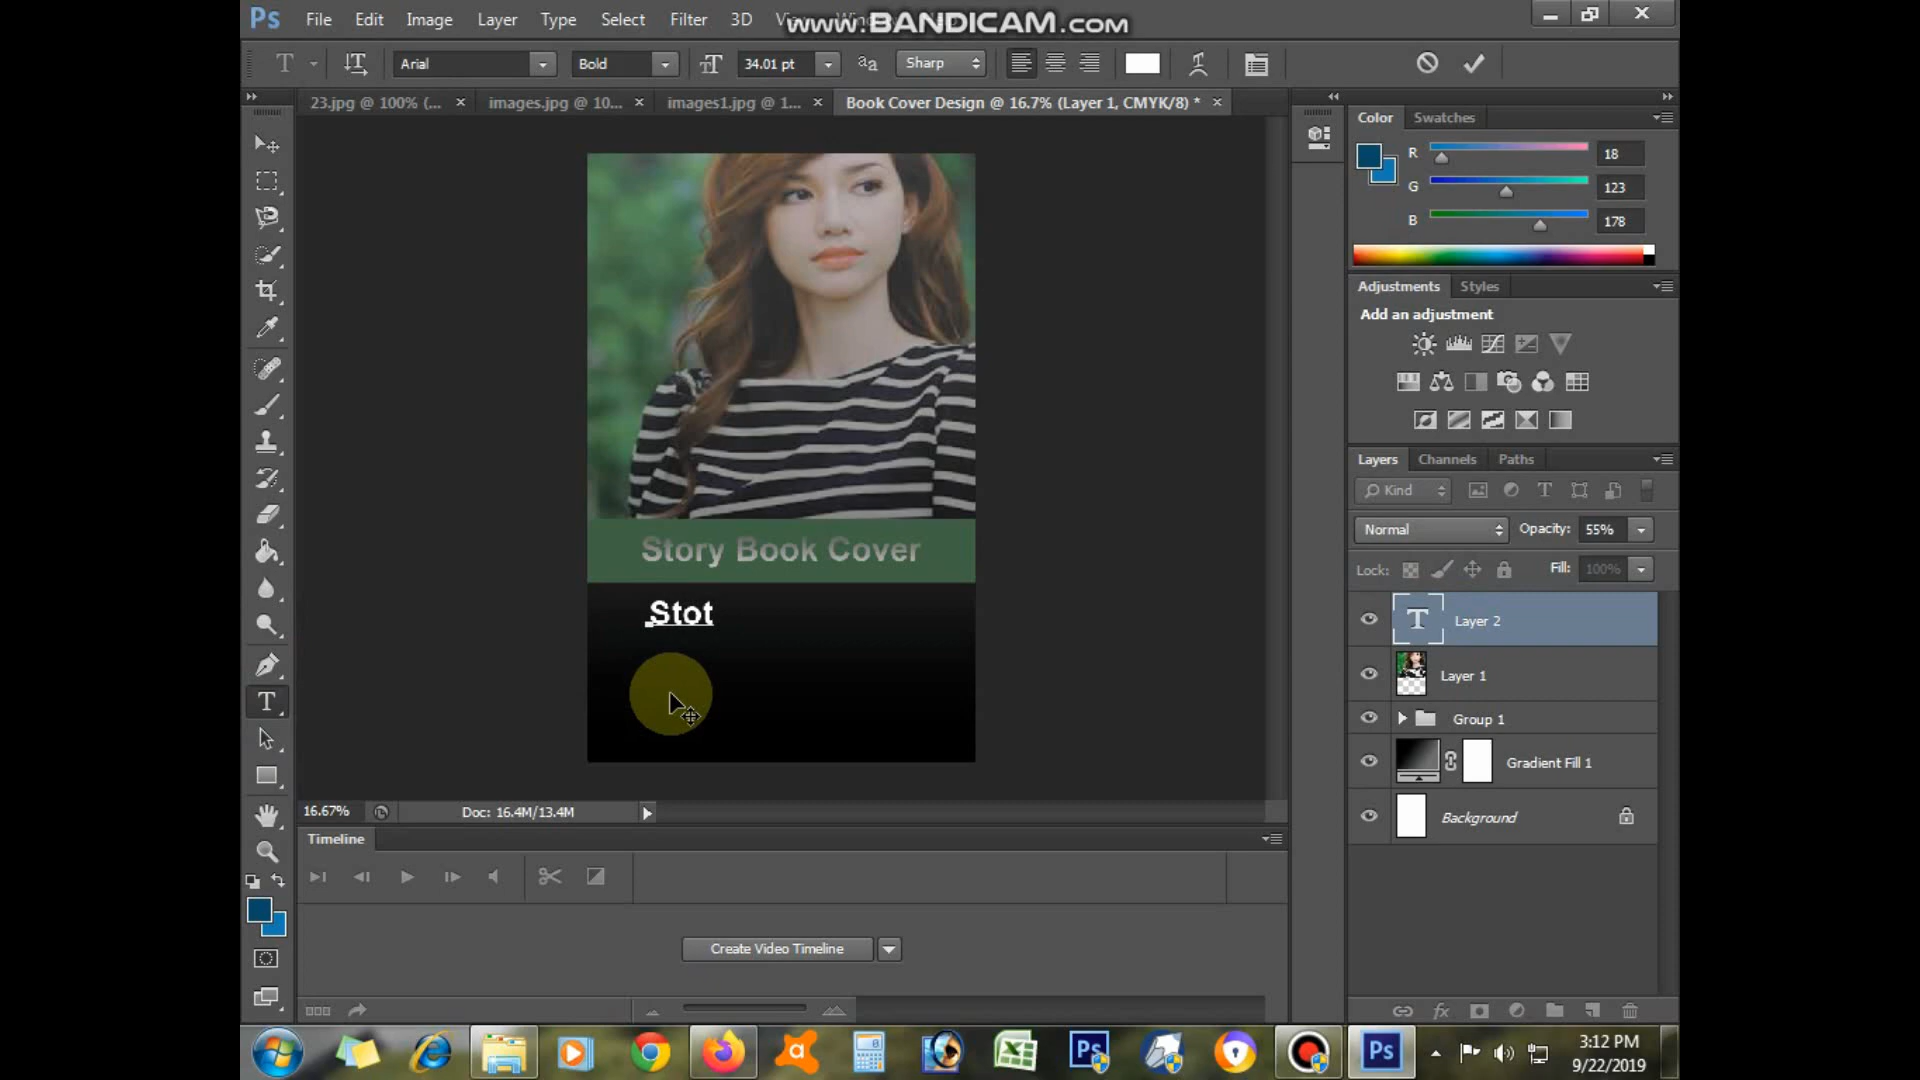 Ps File Edit Image Layer Type Select Filter 3D
www.BANDICAM.com
T Arial Bold 34.01 pt aa Sharp
23.jpg @ 100% (... × images.jpg @ 10... × images1.jpg @ 1... × Book Cover Design @ 16.7% (Layer 1, CMYK/8) * ×
Color Swatches
R 18
G 123
B 178
Adjustments Styles
Add an adjustment
Story Book Cover
Stot
Layers Channels Paths
Kind
Normal Opacity: 55%
Lock: Fill: 100%
T Layer 2
Layer 1
Group 1
Gradient Fill 1
Background
16.67% Doc: 16.4M/13.4M
Timeline
Create Video Timeline
Ps Ps
3:12 PM
9/22/2019